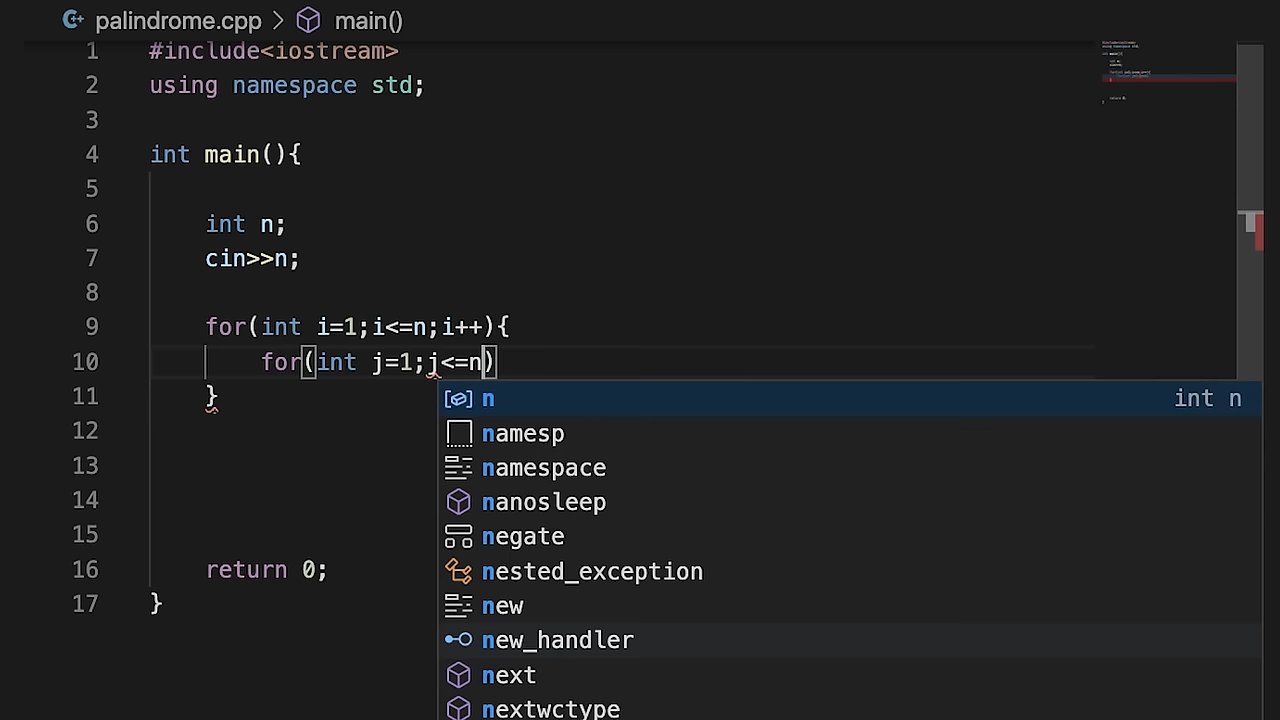 palindrome.cpp > main()
1 #include<iostream>
2 using namespace std;
3
4 int main(){
5
6 int n;
7 cin>>n;
8
9 for(int i=1;i<=n;i++){
10 for(int j=1;j<=n)
11 }
n int n
12 namesp
13 namespace
14 nanosleep
15 negate
16 return 0; nested_exception
17 } new
new_handler
next
nextwctype